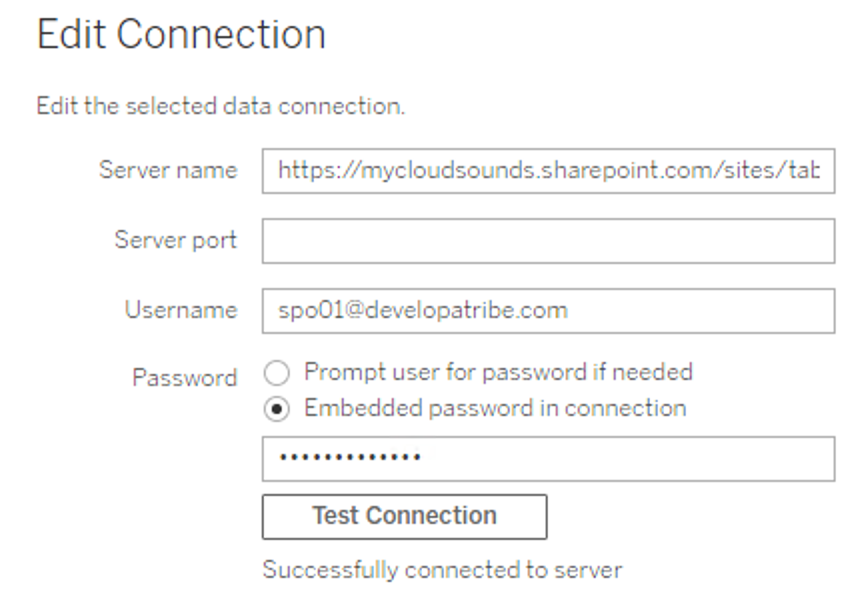 Edit Connection
Edit the selected data connection.
Server name https://mycloudsounds.sharepoint.com/sites/tab
Server port
Username spo01@developatribe.com
Password Prompt user for password if needed
Embedded password in connection
•••••••••••••
Test Connection
Successfully connected to server